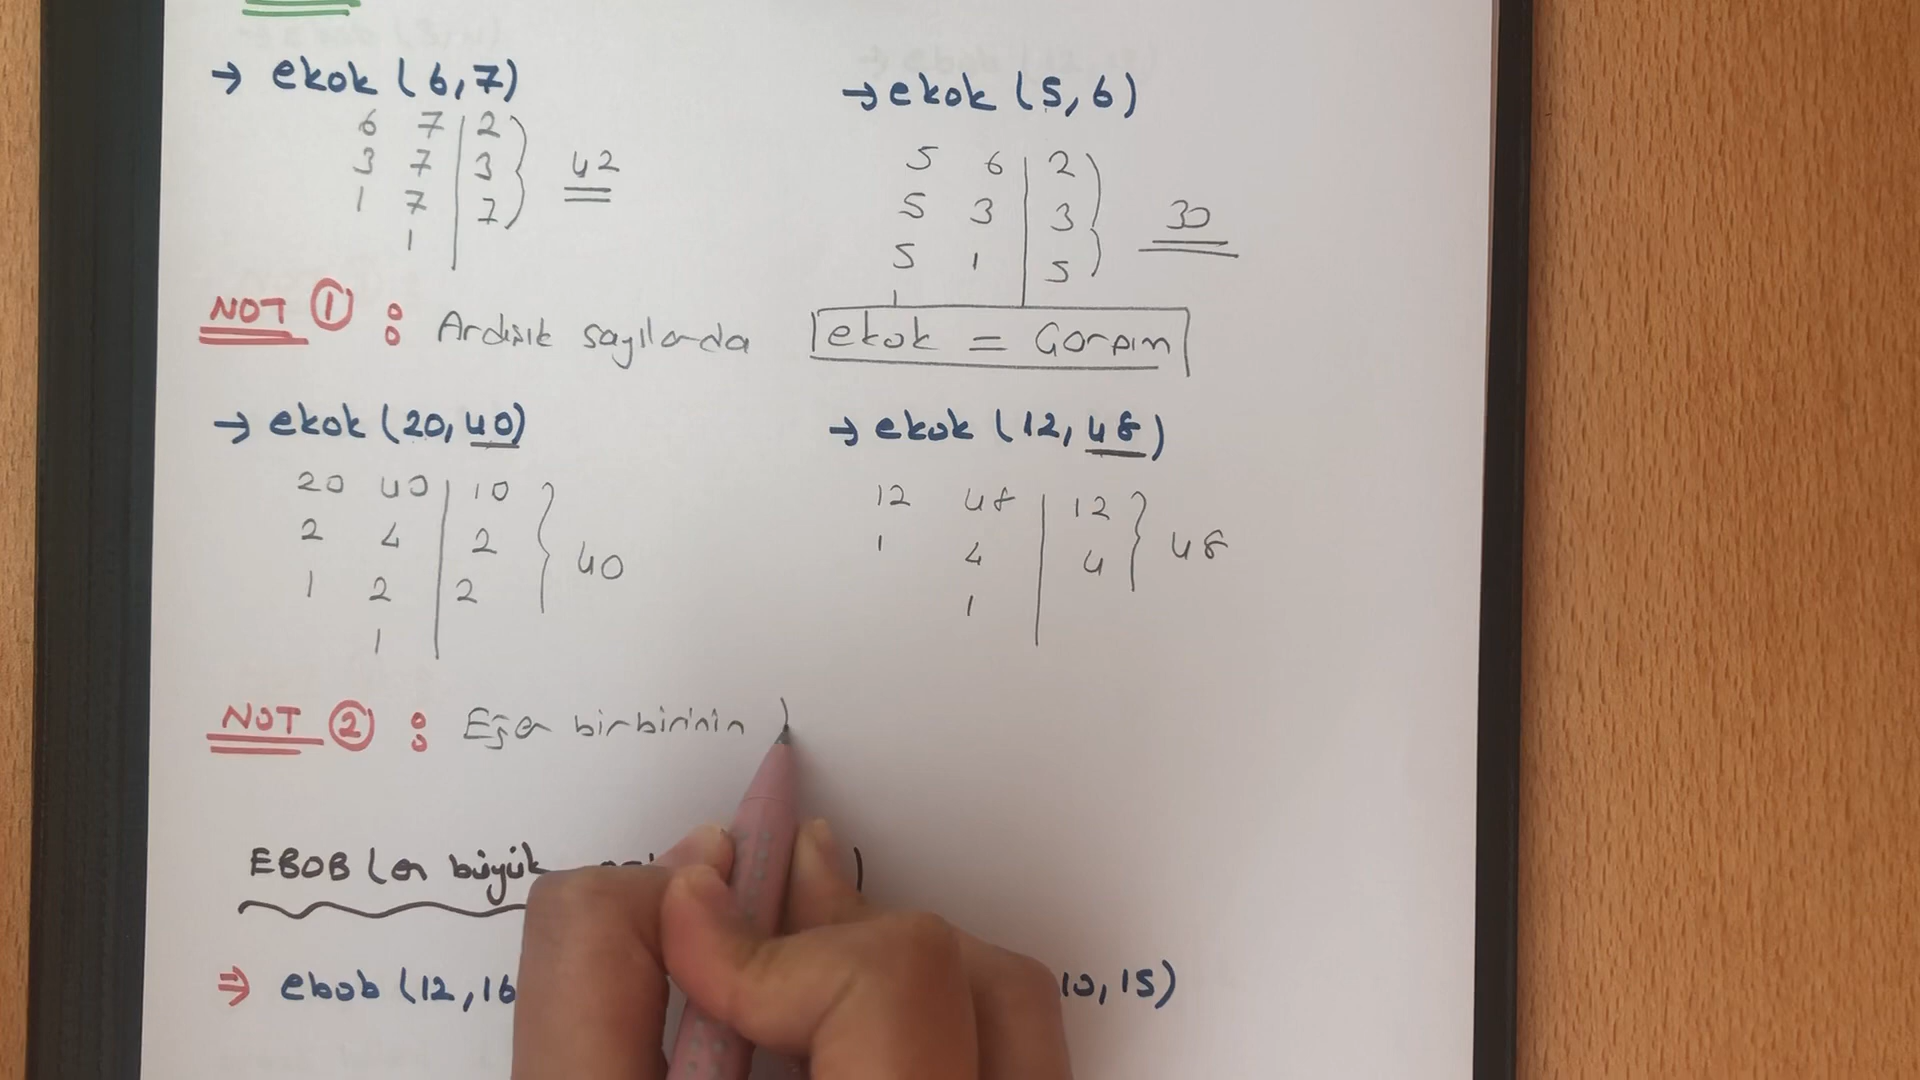 → ekok (6,7)
6 7 | 2
3 7 | 3
1 7 | 7
1
42
→ ekok (5,6)
5 6 | 2
5 3 | 3
5 1 | 5
1
30
NOT 1 : Ardışık sayılarda ekok = Çarpım
→ ekok (20, 40)
20 40 | 10
2 4 | 2
1 2 | 2
1
40
→ ekok (12, 48)
12 48 | 12
1 4 | 4
1
48
NOT 2 : Eğer birbirinin
EBOB (en büyük )
⇒ ebob (12,16
10,15)